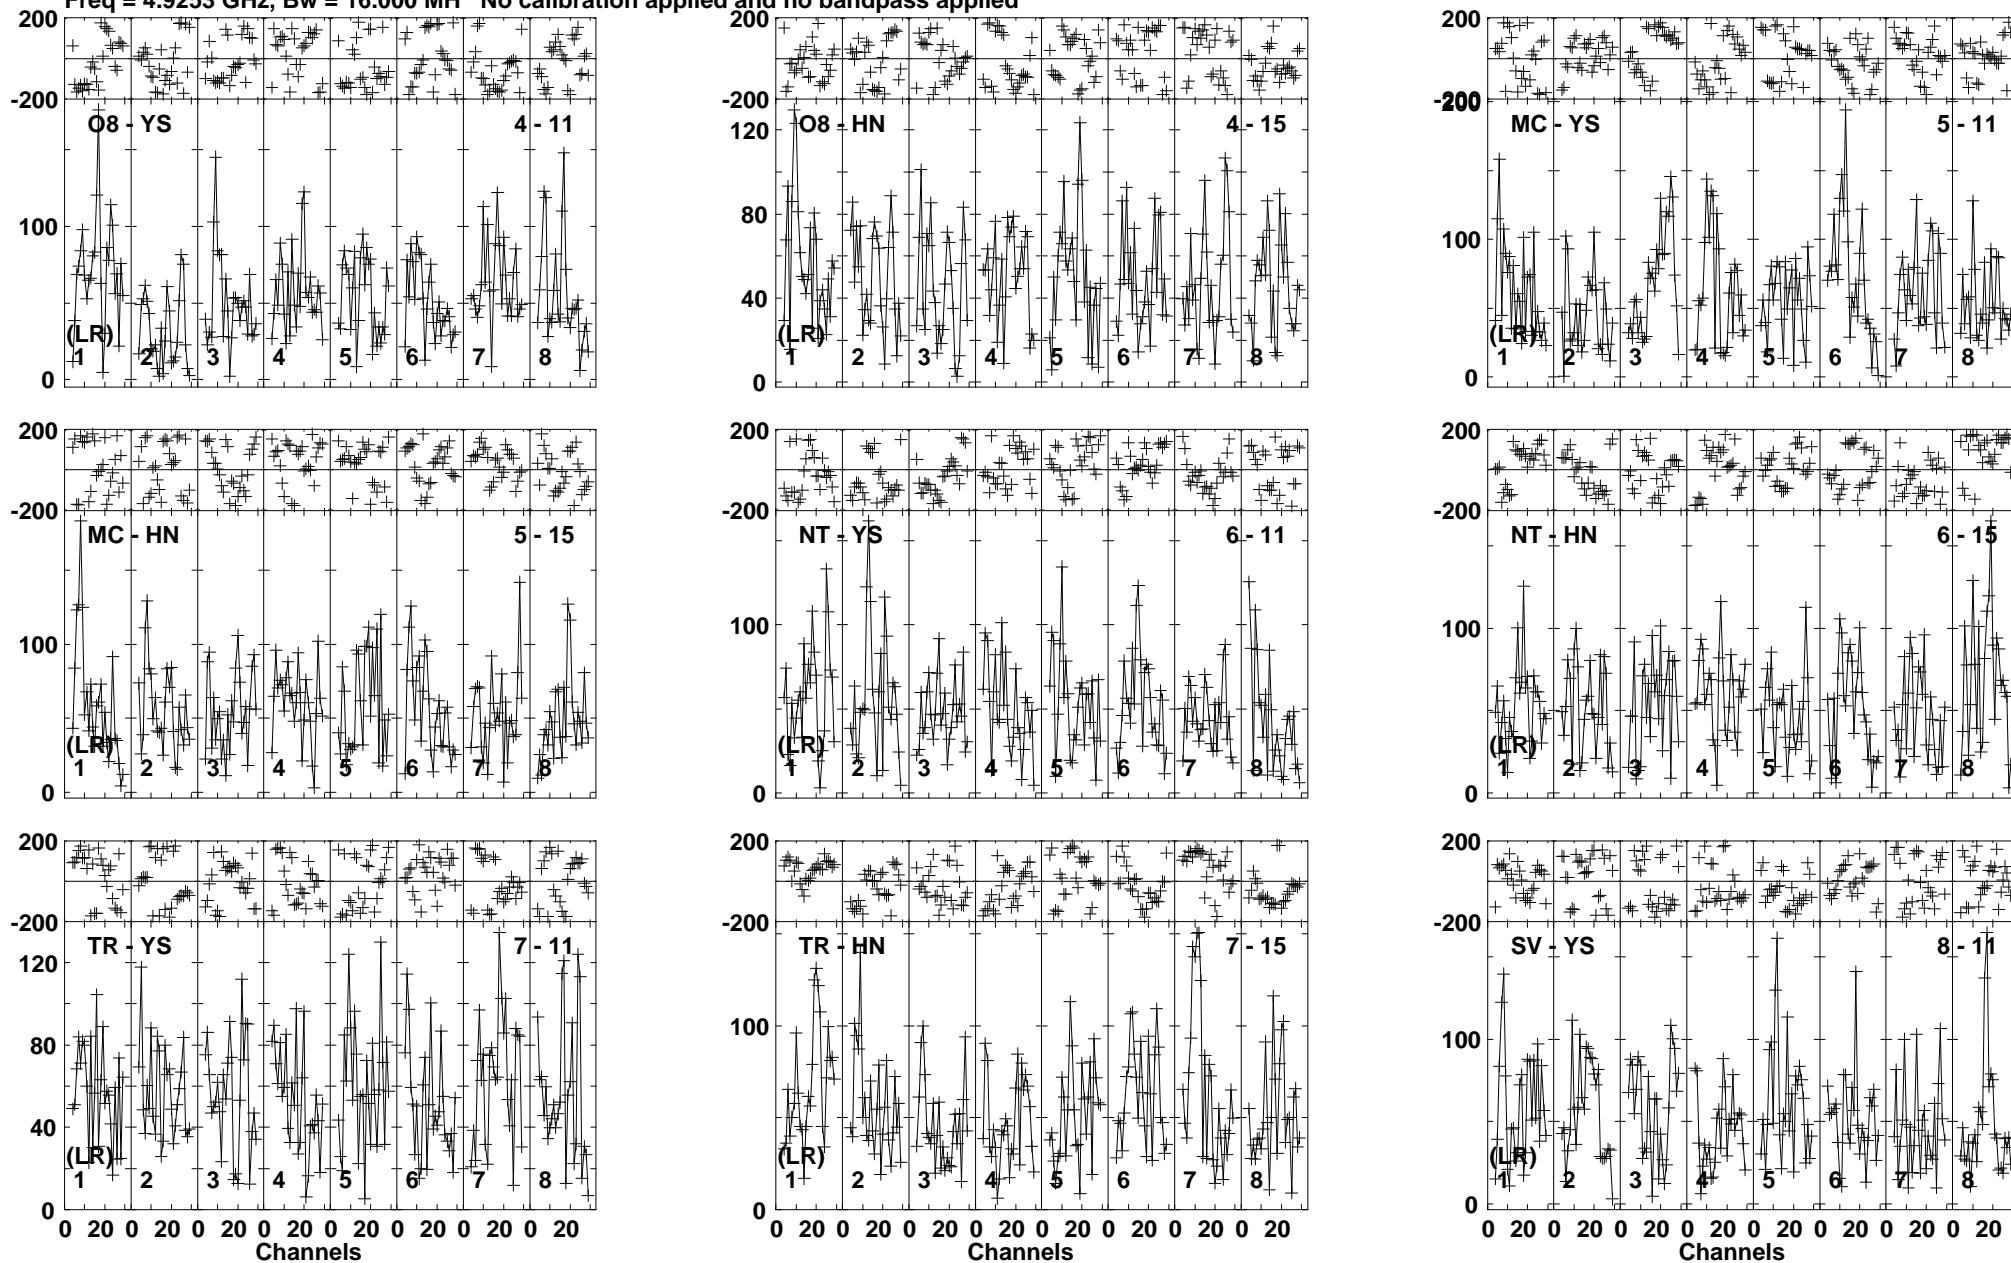 Freq = 4.9253 GHz, Bw = 16.000 MH No calibration applied and no bandpass applied
200 200 200
-200 -200 -200
200
O8 - YS 4 - 11 O8 - HN 4 - 15 MC - YS 5 - 11
120
100 80 100
40
(LR) (LR) (LR)
1 2 3 4 5 6 7 8 1 2 3 4 5 6 7 8 1 2 3 4 5 6 7 8
0 0 0
200 200 200
-200 -200 -200
MC - HN 5 - 15 NT - YS 6 - 11 NT - HN 6 - 15
100 100 100
(LR) (LR) (LR)
1 2 3 4 5 6 7 8 1 2 3 4 5 6 7 8 1 2 3 4 5 6 7 8
0 0 0
200 200 200
-200 -200 -200
TR - YS 7 - 11 TR - HN 7 - 15 SV - YS 8 - 11
120
100 100
80
40
(LR) (LR) (LR)
1 2 3 4 5 6 7 8 1 2 3 4 5 6 7 8 1 2 3 4 5 6 7 8
0 0 0
0 20 0 20 0 20 0 20 0 20 0 20 0 20 0 20 0 20 0 20 0 20 0 20 0 20 0 20 0 20 0 20 0 20 0 20 0 20 0 20 0 20 0 20 0 20 0 20
Channels Channels Channels